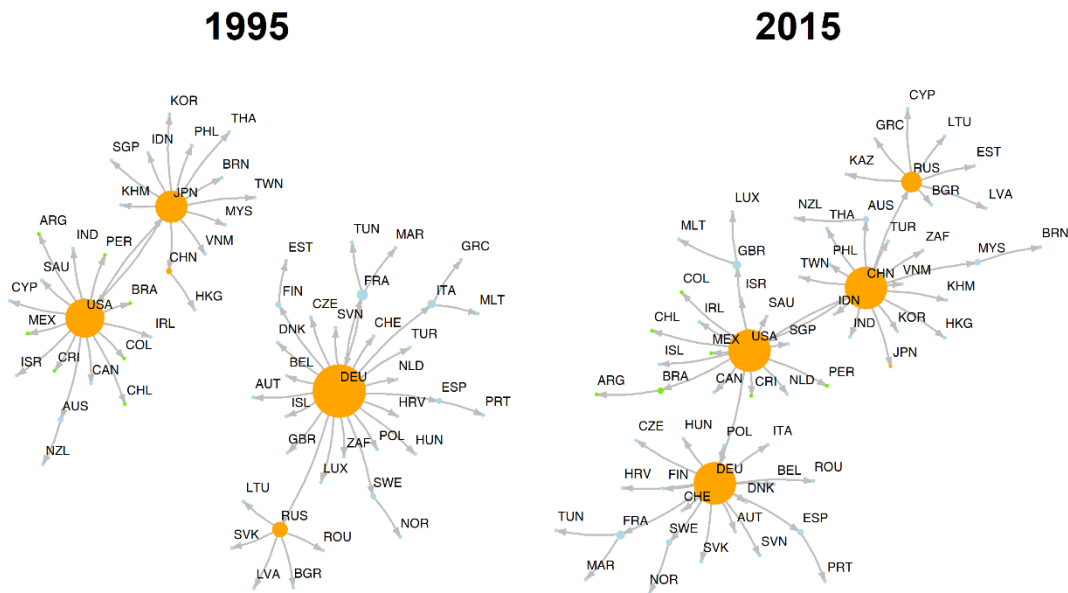 1995
2015
KOR
IDN
PHL
THA
SGP
BRN
KHM
JPN
TWN
MYS
VNM
CHN
HKG
ARG
IND
PER
SAU
CYP
USA
BRA
MEX
IRL
ISR
CRI
CAN
COL
CHL
AUS
NZL
TUN
MAR
EST
GRC
FRA
FIN
ITA
CZE
SVN
MLT
DNK
CHE
TUR
BEL
DEU
NLD
AUT
ISL
ESP
HRV
PRT
GBR
ZAF
POL
HUN
LUX
SWE
NOR
LTU
RUS
SVK
ROU
LVA
BGR
CYP
GRC
LTU
KAZ
RUS
EST
BGR
LVA
LUX
NZL
THA
AUS
MLT
GBR
PHL
TUR
ZAF
MYS
BRN
TWN
CHN
VNM
KHM
COL
ISR
IRL
SAU
IDN
KOR
HKG
CHL
MEX
USA
SGP
IND
JPN
ISL
BRA
ARG
CAN
CRI
NLD
PER
CZE
HUN
POL
ITA
HRV
FIN
DEU
BEL
ROU
CHE
DNK
TUN
FRA
SWE
AUT
ESP
MAR
SVK
SVN
NOR
PRT